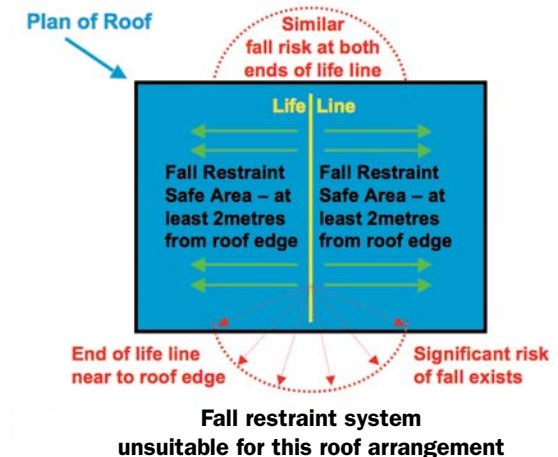 Plan of Roof
Similar
fall risk at both
ends of life line
Life Line
Fall Restraint
Safe Area – at
least 2metres
from roof edge
Fall Restraint
Safe Area – at
least 2metres
from roof edge
End of life line
near to roof edge
Significant risk
of fall exists
Fall restraint system
unsuitable for this roof arrangement